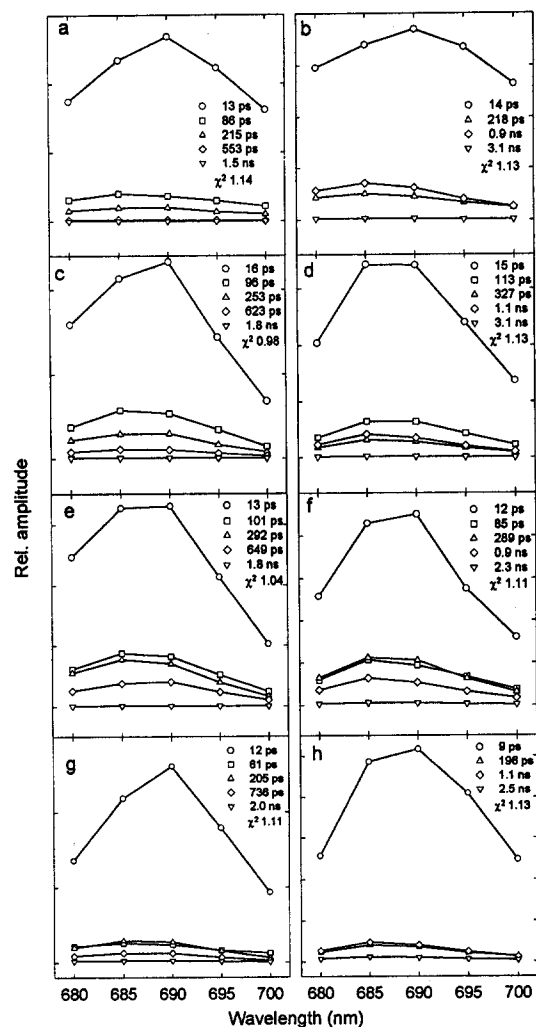 a
13 ps
86 ps
215 ps
553 ps
1.5 ns
χ² 1.14
b
14 ps
218 ps
0.9 ns
3.1 ns
χ² 1.13
c
16 ps
96 ps
253 ps
623 ps
1.8 ns
χ² 0.98
d
15 ps
113 ps
327 ps
1.1 ns
3.1 ns
χ² 1.13
e
13 ps
101 ps
292 ps
649 ps
1.8 ns
χ² 1.04
f
12 ps
85 ps
289 ps
0.9 ns
2.3 ns
χ² 1.11
g
12 ps
61 ps
205 ps
736 ps
2.0 ns
χ² 1.11
h
9 ps
196 ps
1.1 ns
2.5 ns
χ² 1.13
Rel. amplitude
680 685 690 695 700
680 685 690 695 700
Wavelength (nm)